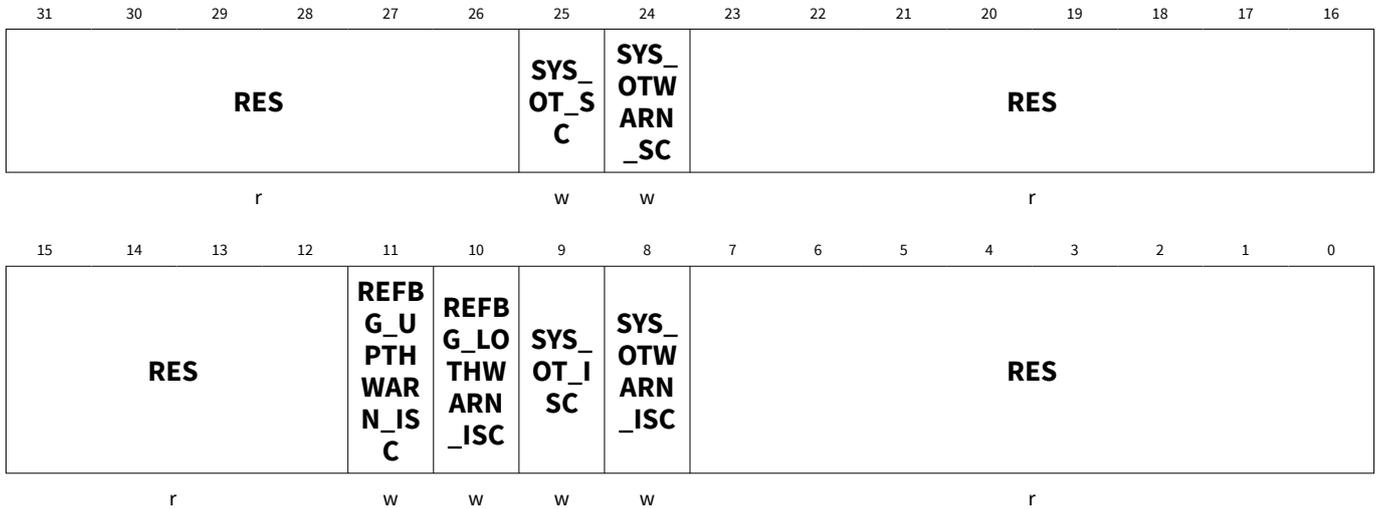 31 30 29 28 27 26 25 24 23 22 21 20 19 18 17 16
RES
SYS_
OT_S
C
SYS_
OTW
ARN
_SC
RES
r w w r
15 14 13 12 11 10 9 8 7 6 5 4 3 2 1 0
RES
REFB
G_U
PTH
WAR
N_IS
C
REFB
G_LO
THW
ARN
_ISC
SYS_
OT_I
SC
SYS_
OTW
ARN
_ISC
RES
r w w w w r